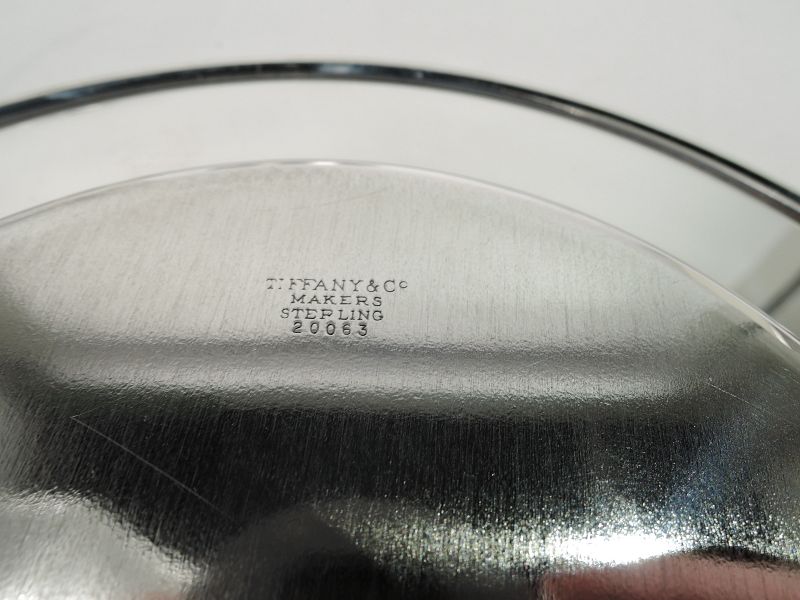 TIFFANY & Co
MAKERS
STERLING
20063